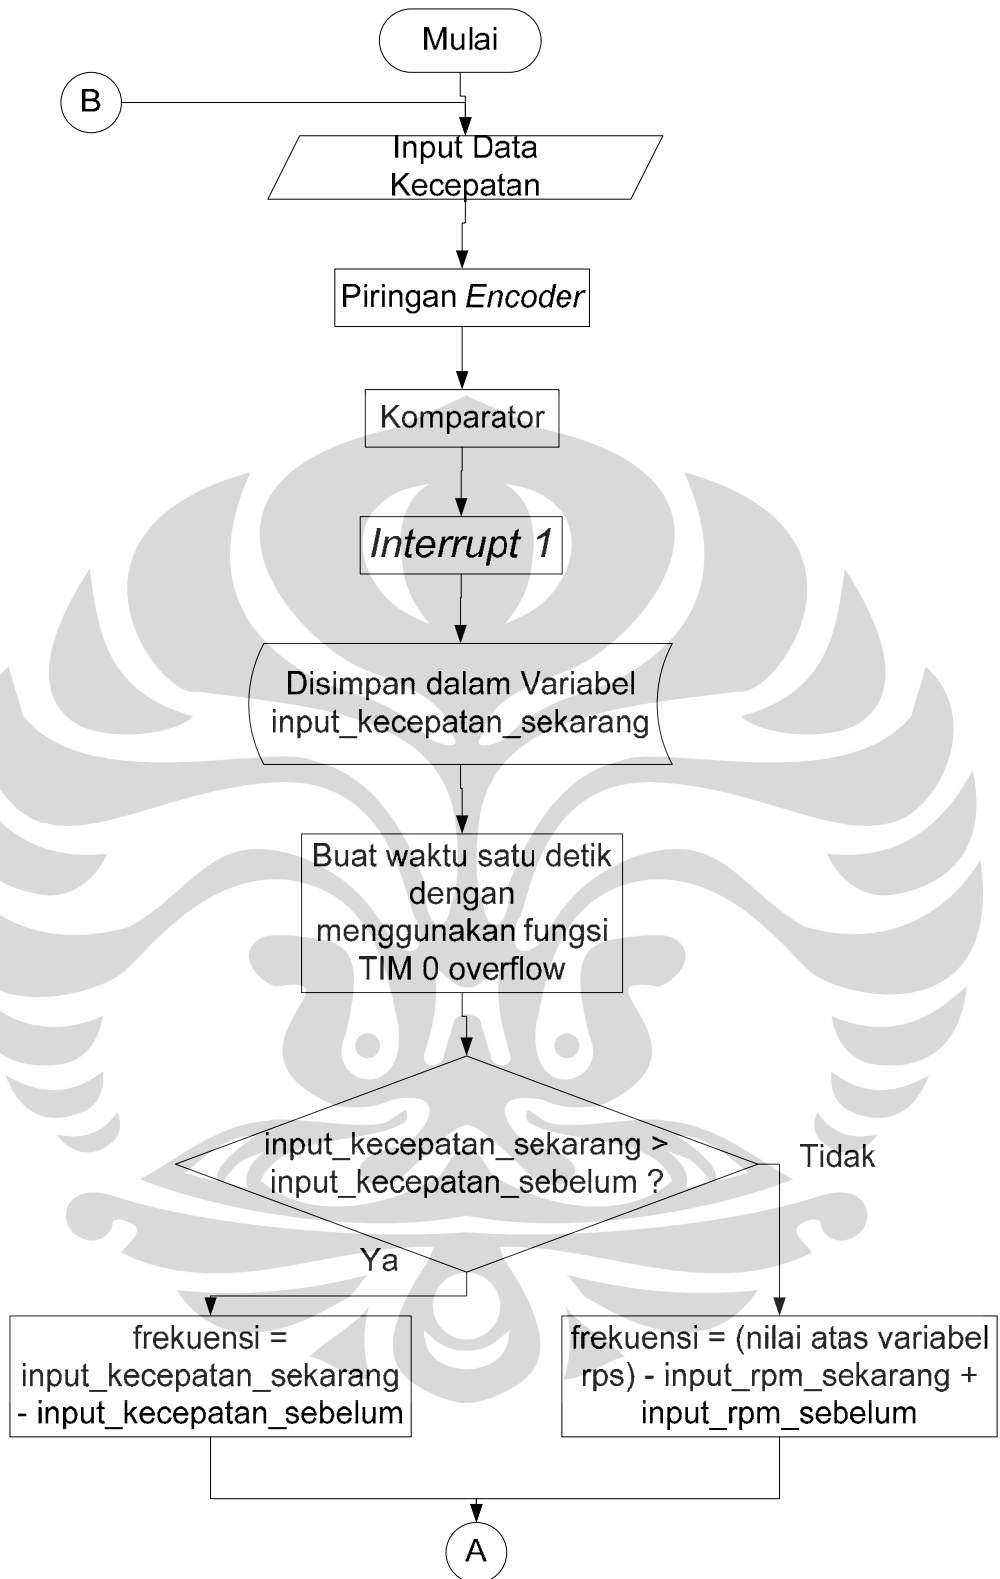 Mulai
B
Input Data
Kecepatan
Piringan Encoder
Komparator
Interrupt 1
Disimpan dalam Variabel
input_kecepatan_sekarang
Buat waktu satu detik
dengan
menggunakan fungsi
TIM 0 overflow
input_kecepatan_sekarang >
input_kecepatan_sebelum ?
Tidak
Ya
frekuensi =
input_kecepatan_sekarang
- input_kecepatan_sebelum
frekuensi = (nilai atas variabel
rps) - input_rpm_sekarang +
input_rpm_sebelum
A